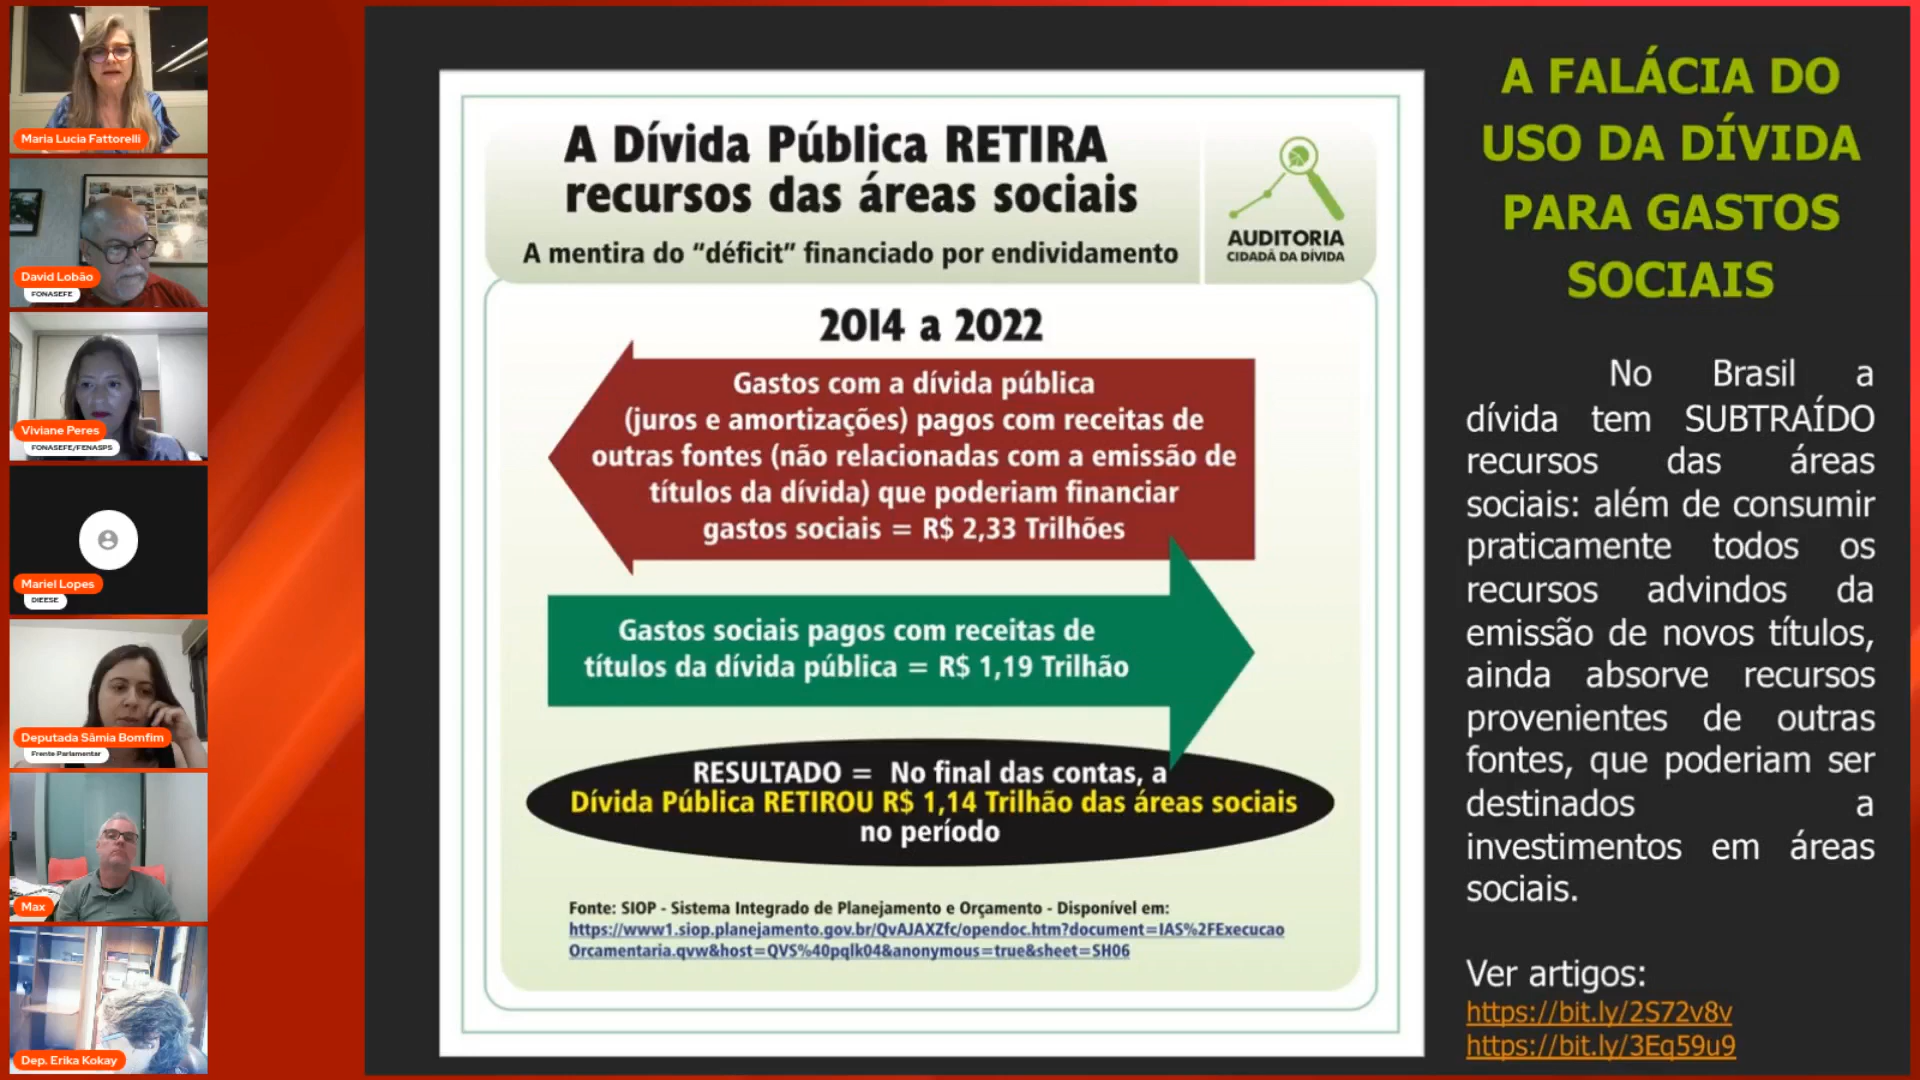 Maria Lucia Fattorelli
David Lobão
FONASEFE
Viviane Peres
FONASEFE/FENASPS
Mariel Lopes
DIEESE
Deputada Sâmia Bomfim
Frente Parlamentar
Max
Dep. Erika Kokay
A Dívida Pública RETIRA
recursos das áreas sociais
A mentira do "déficit" financiado por endividamento
AUDITORIA
CIDADÃ DA DÍVIDA
2014 a 2022
Gastos com a dívida pública
(juros e amortizações) pagos com receitas de
outras fontes (não relacionadas com a emissão de
títulos da dívida) que poderiam financiar
gastos sociais = R$ 2,33 Trilhões
Gastos sociais pagos com receitas de
títulos da dívida pública = R$ 1,19 Trilhão
RESULTADO = No final das contas, a
Dívida Pública RETIROU R$ 1,14 Trilhão das áreas sociais
no período
Fonte: SIOP - Sistema Integrado de Planejamento e Orçamento - Disponível em:
https://www1.siop.planejamento.gov.br/QvAJAXZfc/opendoc.htm?document=IAS%2FExecucao
Orcamentaria.qvw&host=QVS%40pqlk04&anonymous=true&sheet=SH06
A FALÁCIA DO
USO DA DÍVIDA
PARA GASTOS
SOCIAIS
No Brasil a
dívida tem SUBTRAÍDO
recursos das áreas
sociais: além de consumir
praticamente todos os
recursos advindos da
emissão de novos títulos,
ainda absorve recursos
provenientes de outras
fontes, que poderiam ser
destinados a
investimentos em áreas
sociais.
Ver artigos:
https://bit.ly/2S72v8v
https://bit.ly/3Eq59u9